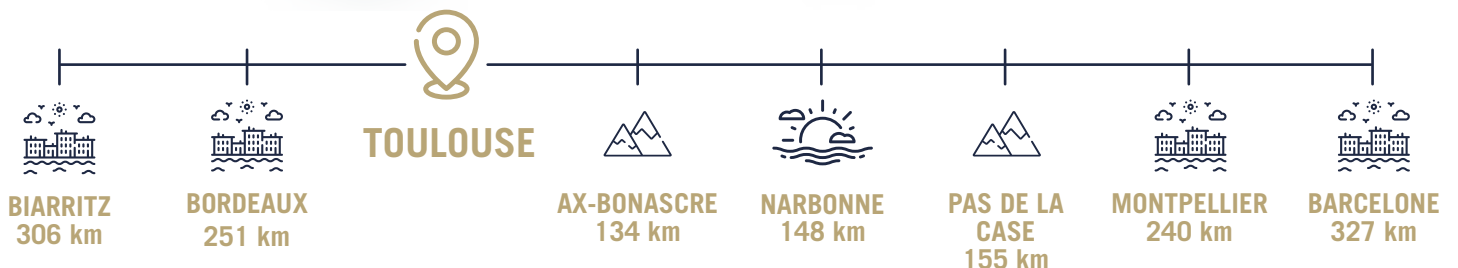 TOULOUSE
BIARRITZ
306 km
BORDEAUX
251 km
AX-BONASCRE
134 km
NARBONNE
148 km
PAS DE LA
CASE
155 km
MONTPELLIER
240 km
BARCELONE
327 km